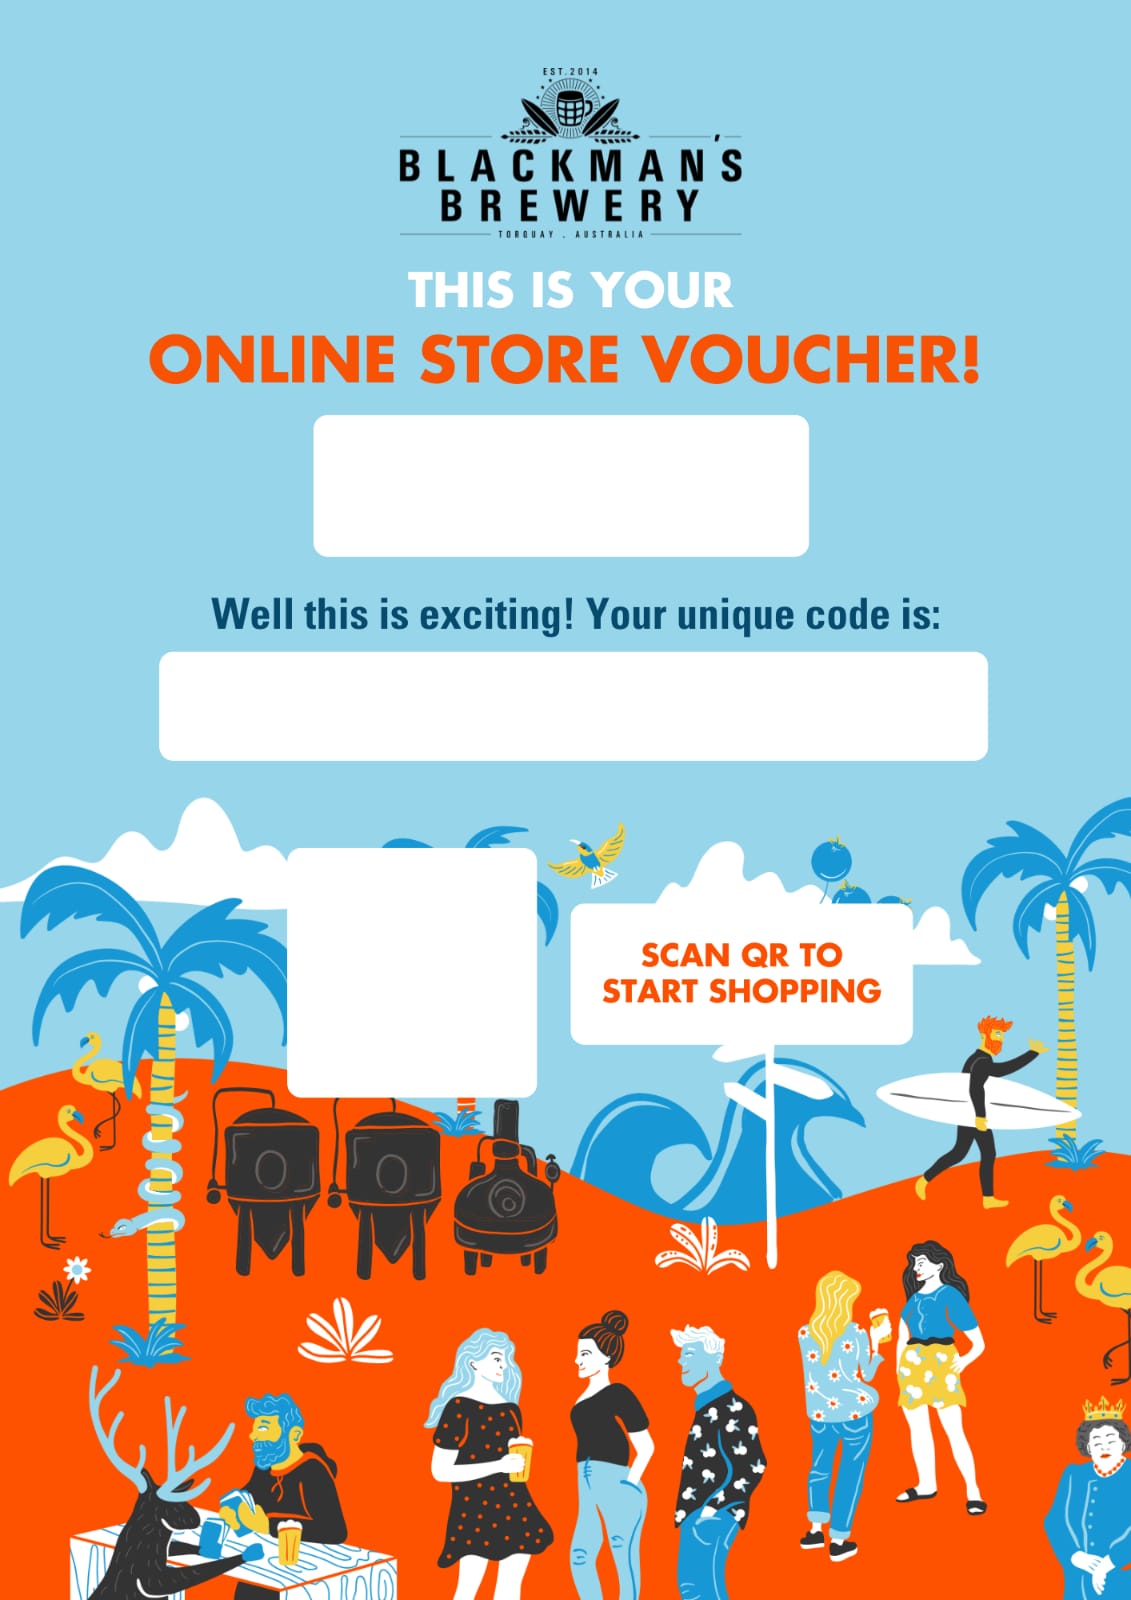 EST.2014
BLACKMAN'S
BREWERY
TORQUAY . AUSTRALIA
THIS IS YOUR
ONLINE STORE VOUCHER!
Well this is exciting! Your unique code is:
SCAN QR TO
START SHOPPING